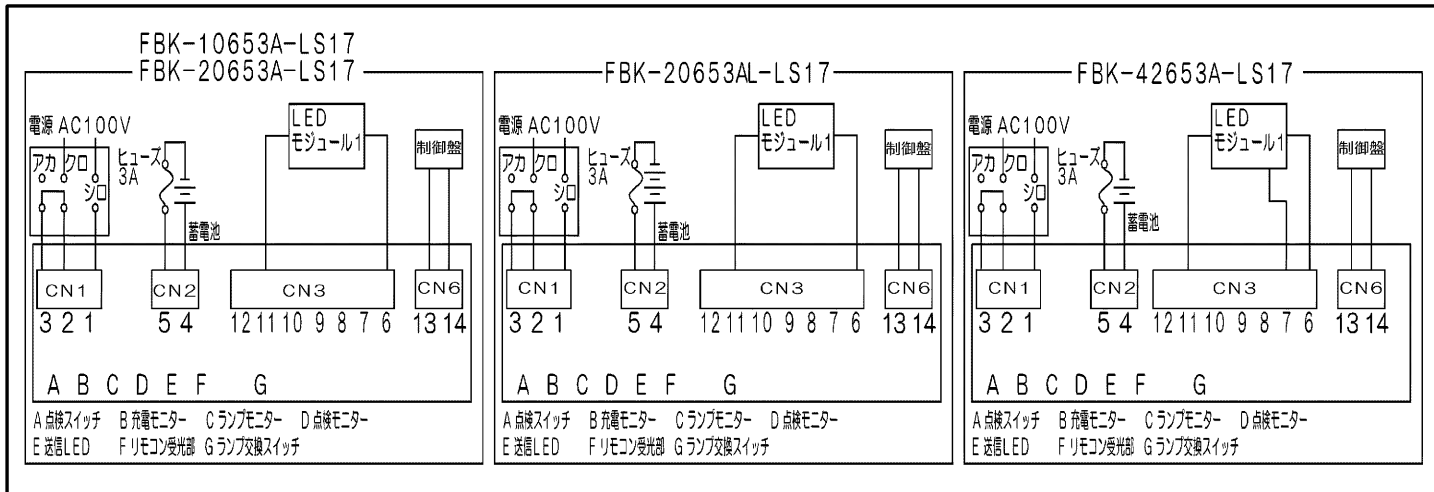 FBK-10653A-LS17
FBK-20653A-LS17
電源 AC100V
アカ クロ
シロ
ヒューズ
3A
蓄電池
LED
モジュール1
制御盤
CN1 CN2 CN3 CN6
3 2 1 5 4 12 11 10 9 8 7 6 13 14
A B C D E F G
A 点検スイッチ B 充電モニター C ランプモニター D 点検モニター
E 送信LED F リモコン受光部 G ランプ交換スイッチ
FBK-20653AL-LS17
電源 AC100V
アカ クロ
シロ
ヒューズ
3A
蓄電池
LED
モジュール1
制御盤
CN1 CN2 CN3 CN6
3 2 1 5 4 12 11 10 9 8 7 6 13 14
A B C D E F G
A 点検スイッチ B 充電モニター C ランプモニター D 点検モニター
E 送信LED F リモコン受光部 G ランプ交換スイッチ
FBK-42653A-LS17
電源 AC100V
アカ クロ
シロ
ヒューズ
3A
蓄電池
LED
モジュール1
制御盤
CN1 CN2 CN3 CN6
3 2 1 5 4 12 11 10 9 8 7 6 13 14
A B C D E F G
A 点検スイッチ B 充電モニター C ランプモニター D 点検モニター
E 送信LED F リモコン受光部 G ランプ交換スイッチ